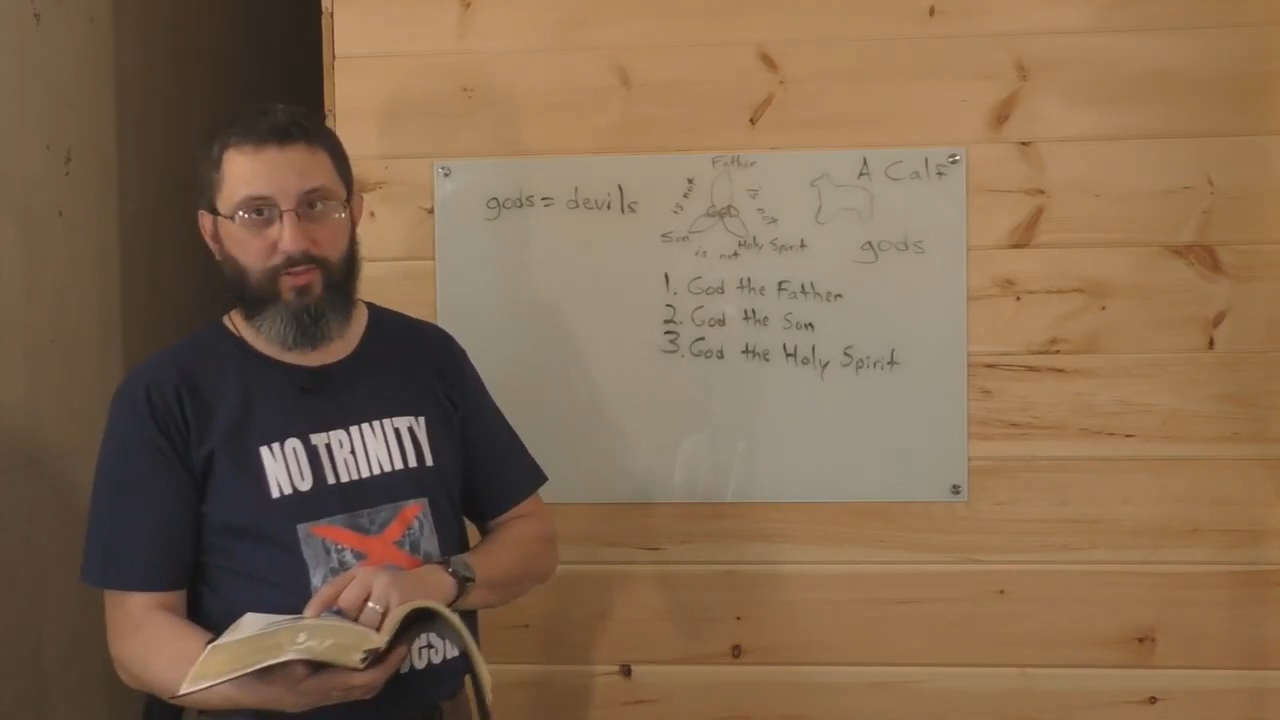 gods = devils
Father
is not
is not
God
Son
Holy Spirit
is not
A Calf
gods
1. God the Father
2. God the Son
3. God the Holy Spirit
NO TRINITY